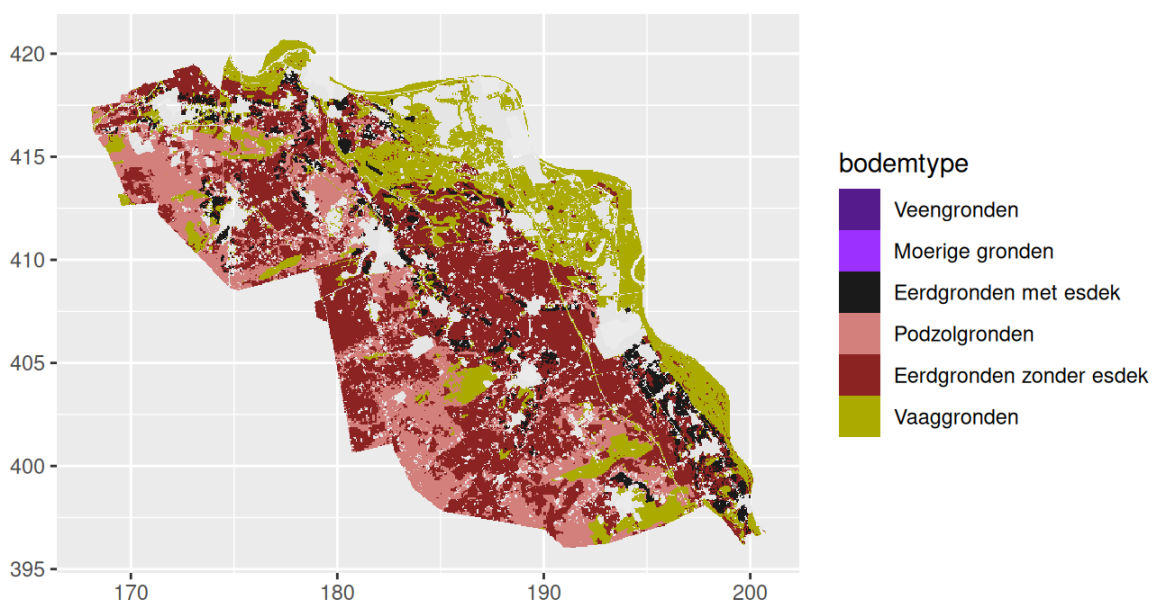 420
415
410
405
400
395
170
180
190
200
bodemtype
Veengronden
Moerige gronden
Eerdgronden met esdek
Podzolgronden
Eerdgronden zonder esdek
Vaaggronden